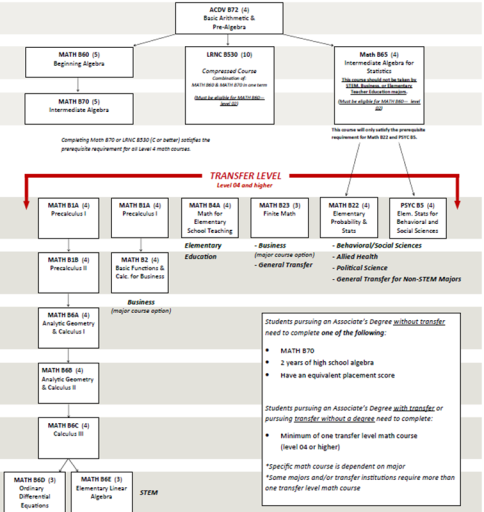 ACDV B72 (4)
Basic Arithmetic &
Pre-Algebra
MATH B60 (5)
Beginning Algebra
LRNC B530 (10)
Compressed Course
Combination of
MATH B60 & MATH B70 in one term
(Must be eligible for MATH B60—
level 02)
Math B65 (4)
Intermediate Algebra for
Statistics
This course should not be taken by
STEM, Business, or Elementary
Teacher Education majors.
(Must be eligible for MATH B60— level
02)
MATH B70 (5)
Intermediate Algebra
This course will only satisfy the prerequisite
requirement for Math B22 and PSYC B5.
Completing Math B70 or LRNC B530 (C or better) satisfies the
prerequisite requirement for all Level 4 math courses.
TRANSFER LEVEL
Level 04 and higher
MATH B1A (4)
Precalculus I
MATH B1A (4)
Precalculus I
MATH B4A (4)
Math for
Elementary
School Teaching
MATH B23 (3)
Finite Math
MATH B22 (4)
Elementary
Probability &
Stats
PSYC B5 (4)
Elem. Stats for
Behavioral and
Social Sciences
Elementary
Education
- Business
(major course option)
- General Transfer
- Behavioral/Social Sciences
- Allied Health
- Political Science
- General Transfer for Non-STEM Majors
MATH B1B (4)
Precalculus II
MATH B2 (4)
Basic Functions &
Calc. for Business
Business
(major course option)
MATH B6A (4)
Analytic Geometry
& Calculus I
MATH B6B (4)
Analytic Geometry
& Calculus II
MATH B6C (4)
Calculus III
MATH B6D (3)
Ordinary
Differential
Equations
MATH B6E (3)
Elementary Linear
Algebra
STEM
Students pursuing an Associate's Degree without transfer
need to complete one of the following:
• MATH B70
• 2 years of high school algebra
• Have an equivalent placement score
Students pursuing an Associate's Degree with transfer or
pursuing transfer without a degree need to complete:
• Minimum of one transfer level math course
(level 04 or higher)
*Specific math course is dependent on major
*Some majors and/or transfer institutions require more than
one transfer level math course